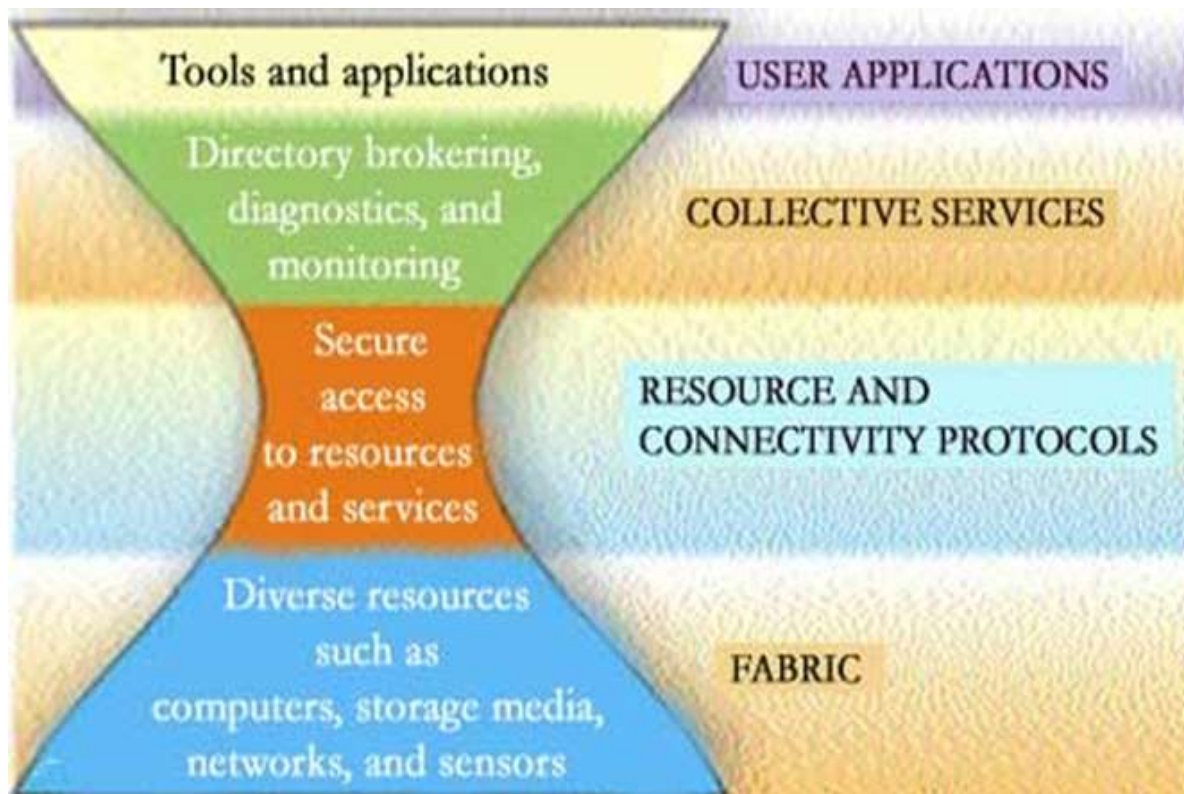 Tools and applications
USER APPLICATIONS
Directory brokering,
diagnostics, and
monitoring
COLLECTIVE SERVICES
Secure
access
to resources
and services
RESOURCE AND
CONNECTIVITY PROTOCOLS
Diverse resources
such as
computers, storage media,
networks, and sensors
FABRIC